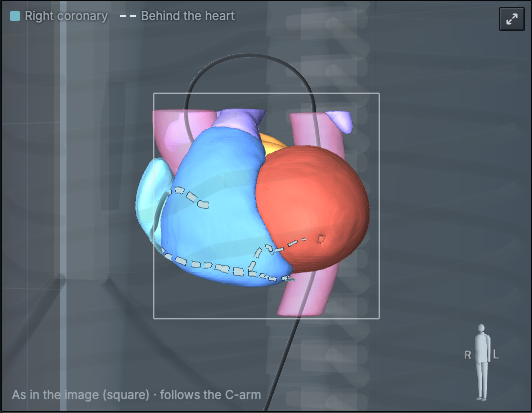 Right coronary
Behind the heart
R L
As in the image (square) · follows the C-arm